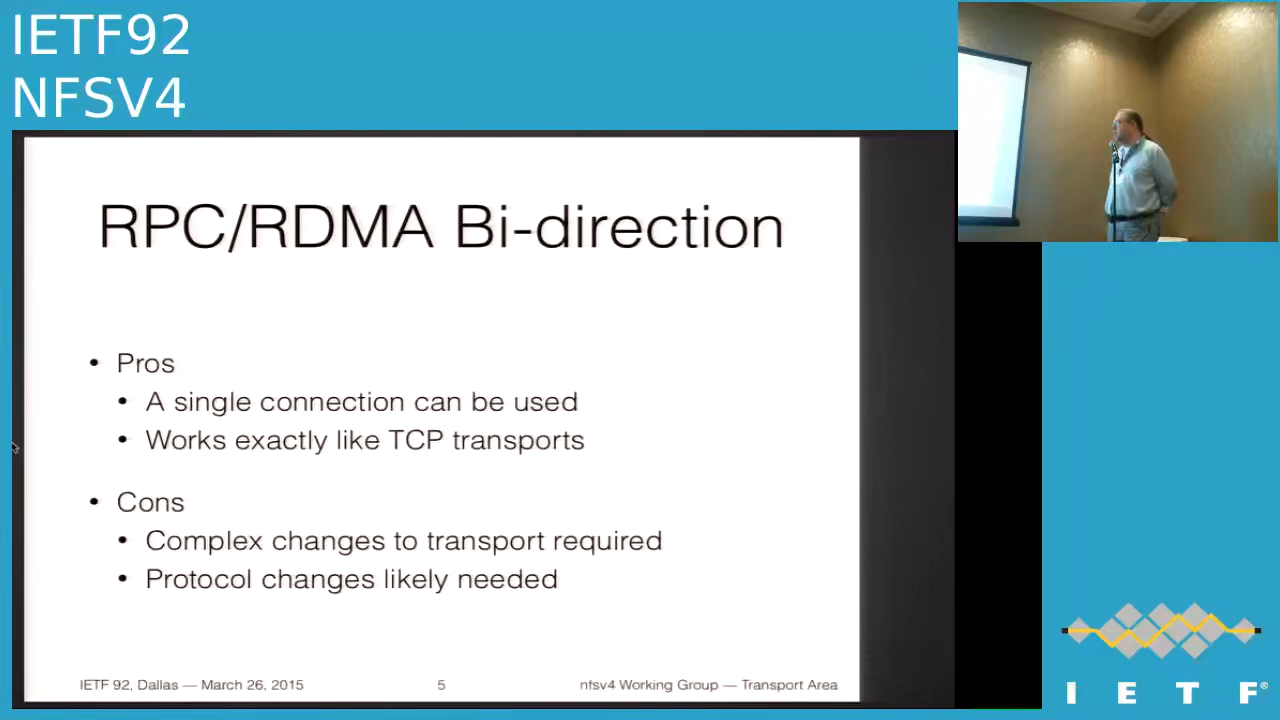 IETF92
NFSV4
RPC/RDMA Bi-direction
• Pros
• A single connection can be used
• Works exactly like TCP transports
• Cons
• Complex changes to transport required
• Protocol changes likely needed
IETF 92, Dallas — March 26, 2015 5 nfsv4 Working Group — Transport Area
I E T F®